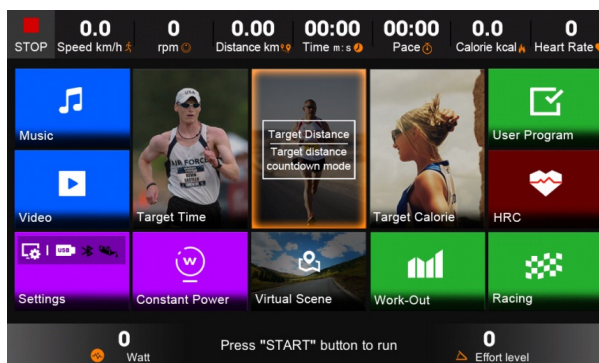 STOP
0.0
Speed km/h
0
rpm
0.00
Distance km
00:00
Time m:s
00:00
Pace
0.0
Calorie kcal
0
Heart Rate
Music
Target Time
Target Distance
Target distance
countdown mode
Target Calorie
User Program
Video
HRC
USB
Settings
W
Constant Power
Virtual Scene
Work-Out
Racing
0
Watt
Press "START" button to run
0
Effort level